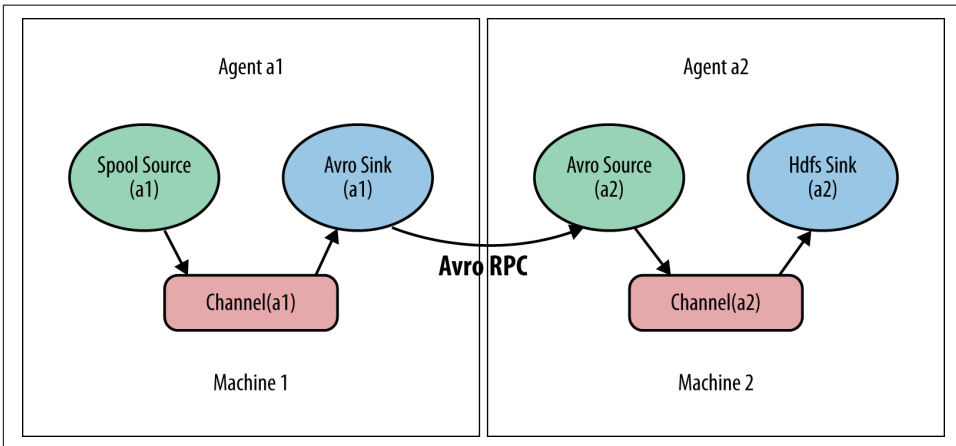 Agent a1
Agent a2
Spool Source
(a1)
Avro Sink
(a1)
Avro Source
(a2)
Hdfs Sink
(a2)
Avro RPC
Channel(a1)
Channel(a2)
Machine 1
Machine 2